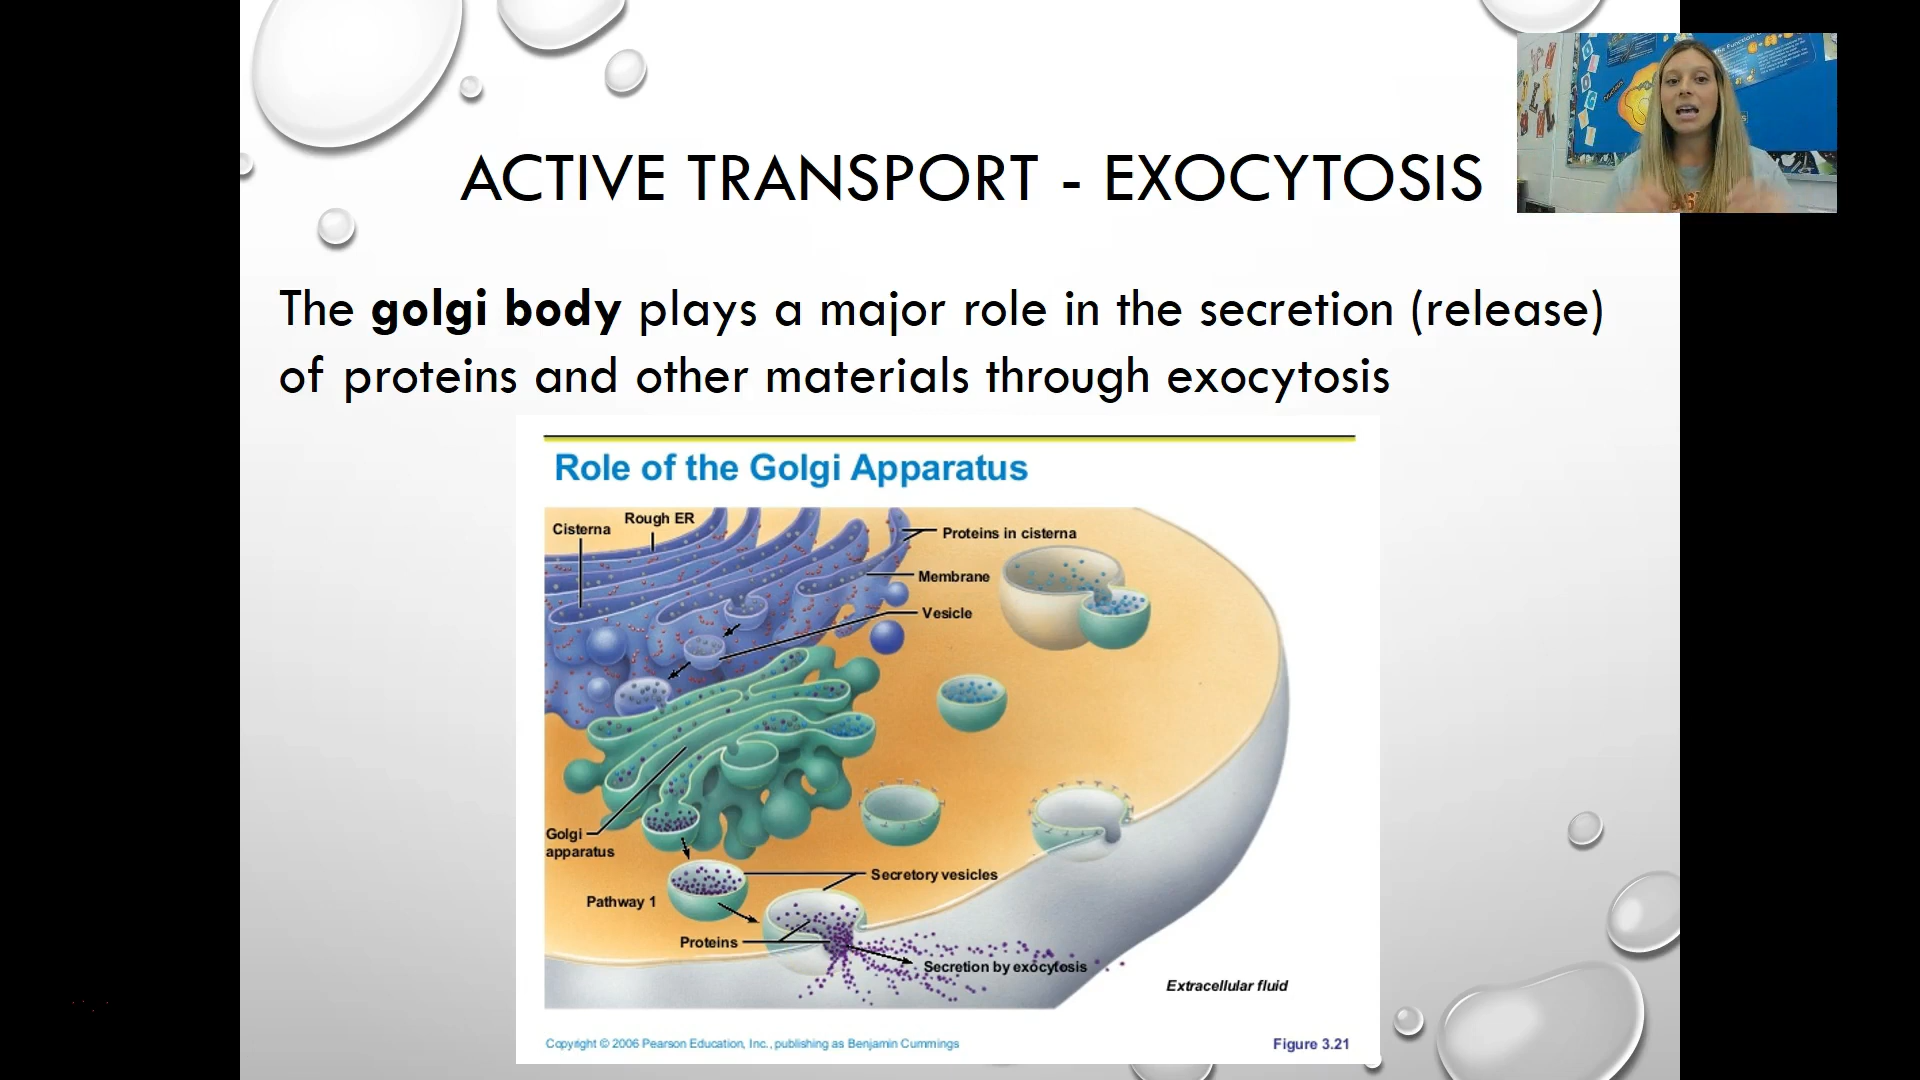 ACTIVE TRANSPORT - EXOCYTOSIS
The golgi body plays a major role in the secretion (release)
of proteins and other materials through exocytosis
Role of the Golgi Apparatus
Cisterna
Rough ER
Proteins in cisterna
Membrane
Vesicle
Golgi
apparatus
Secretory vesicles
Pathway 1
Proteins
Secretion by exocytosis
Extracellular fluid
Copyright © 2006 Pearson Education, Inc., publishing as Benjamin Cummings
Figure 3.21